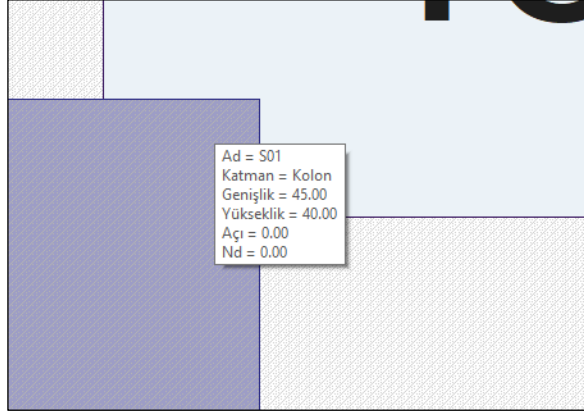 Ad = S01
Katman = Kolon
Genişlik = 45.00
Yükseklik = 40.00
Açı = 0.00
Nd = 0.00